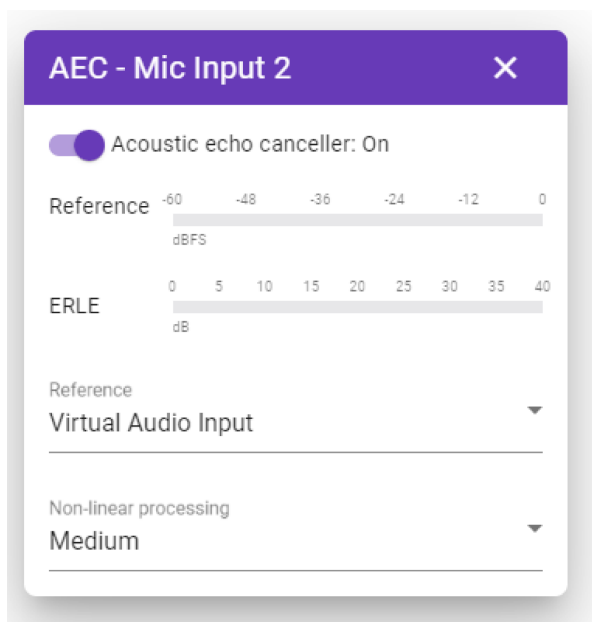 AEC - Mic Input 2
Acoustic echo canceller: On
Reference -60 -48 -36 -24 -12 0
dBFS
0 5 10 15 20 25 30 35 40
ERLE
dB
Reference
Virtual Audio Input
Non-linear processing
Medium